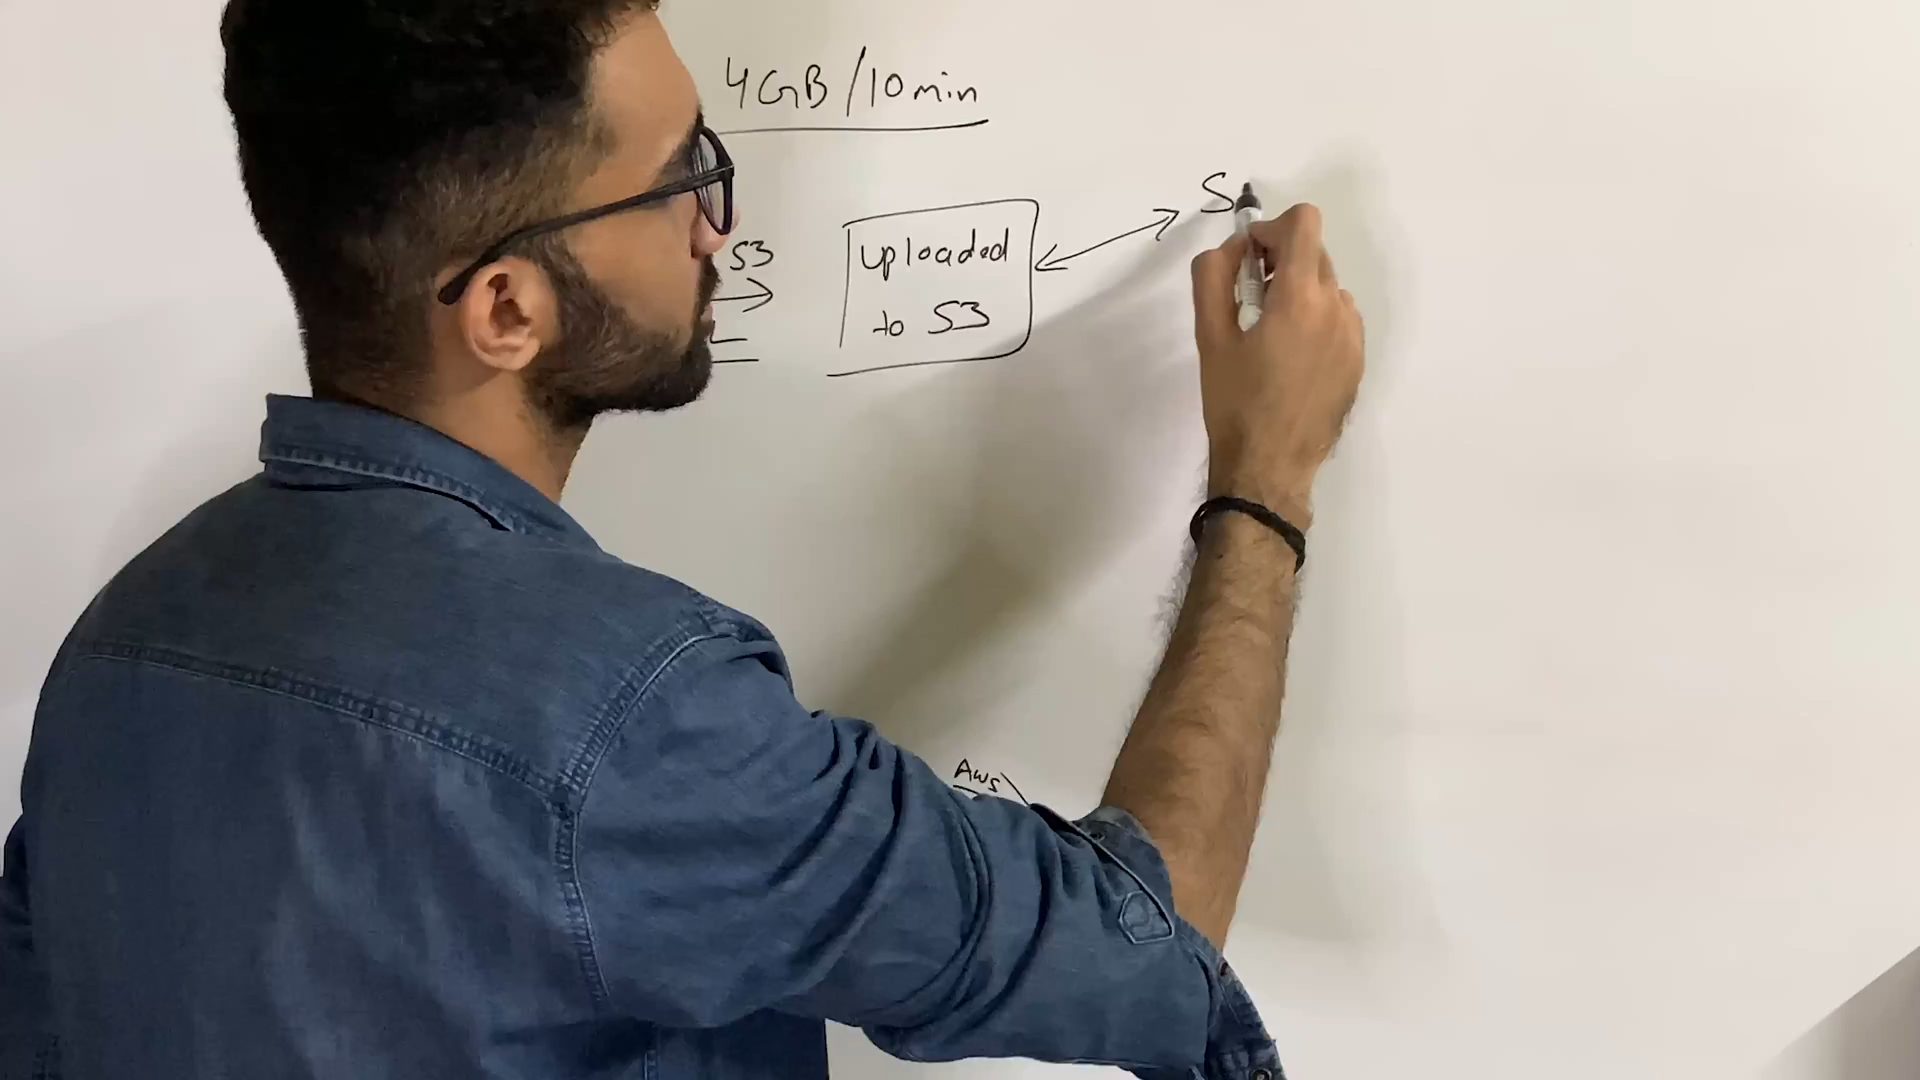 4GB/10min
S3
uploaded
to S3
S
Aws